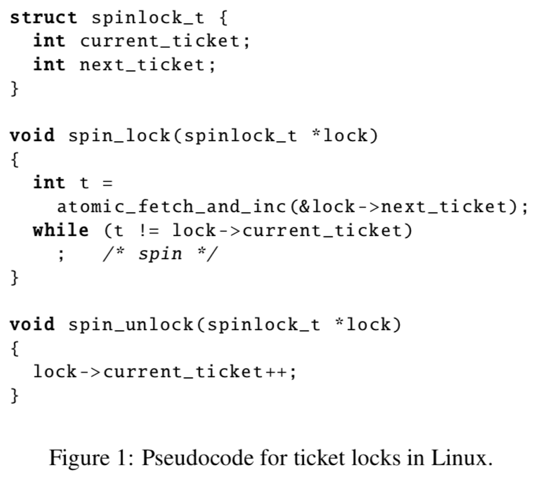 struct spinlock_t {
int current_ticket;
int next_ticket;
}
void spin_lock(spinlock_t *lock)
{
int t =
atomic_fetch_and_inc(&lock->next_ticket);
while (t != lock->current_ticket)
; /* spin */
}
void spin_unlock(spinlock_t *lock)
{
lock->current_ticket++;
}
Figure 1: Pseudocode for ticket locks in Linux.